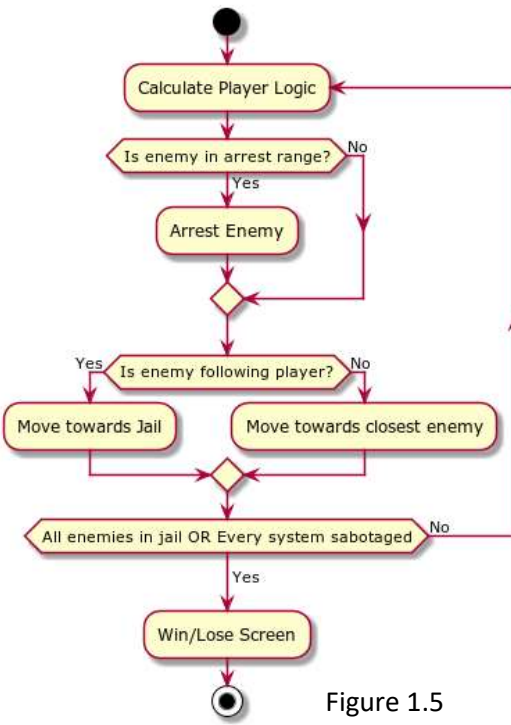 Calculate Player Logic
Is enemy in arrest range?
No
Yes
Arrest Enemy
Yes
Is enemy following player?
No
Move towards Jail
Move towards closest enemy
All enemies in jail OR Every system sabotaged
No
Yes
Win/Lose Screen
Figure 1.5